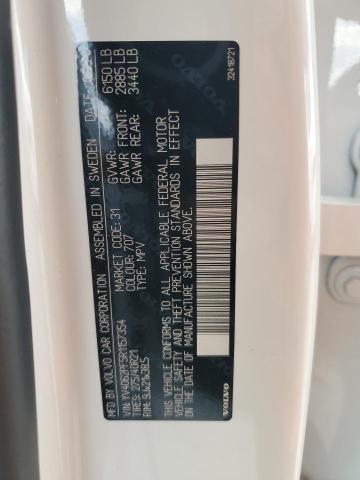 MFD BY VOLVO CAR CORPORATION ASSEMBLED IN SWEDEN DATE:
MARKET CODE: 31 GVWR: 6150 LB
COLOUR: 707 GAWR FRONT: 2885 LB
TYPE: MPV GAWR REAR: 3440 LB
TIRES: 275/40R21
RIM: 9JX21X38.5
THIS VEHICLE CONFORMS TO ALL APPLICABLE FEDERAL MOTOR
VEHICLE SAFETY AND THEFT PREVENTION STANDARDS IN EFFECT
ON THE DATE OF MANUFACTURE SHOWN ABOVE.
VOLVO
32418721